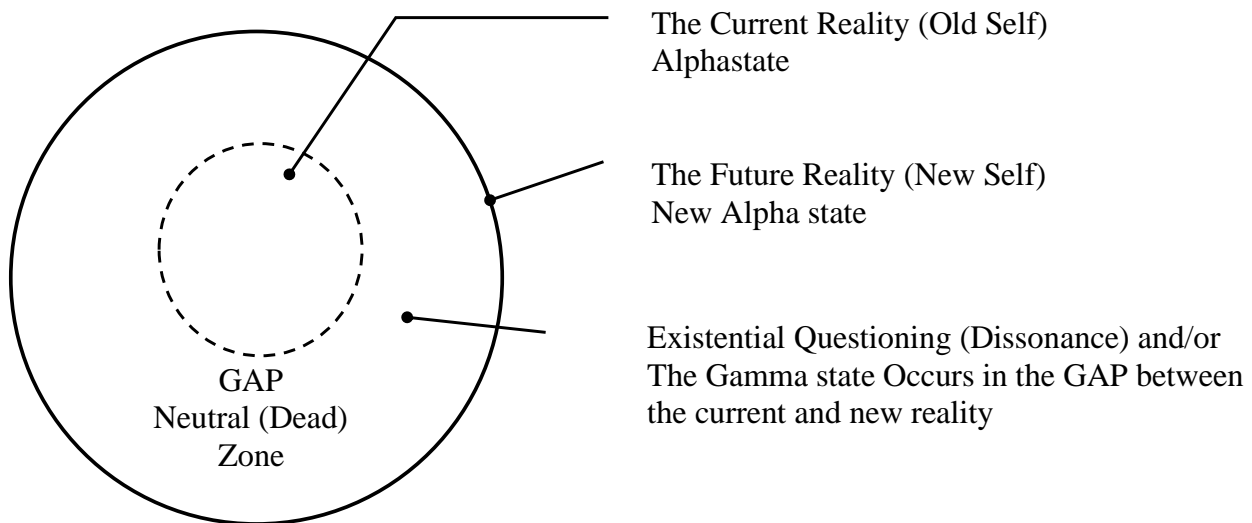 The Current Reality (Old Self)
Alphastate
The Future Reality (New Self)
New Alpha state
Existential Questioning (Dissonance) and/or
The Gamma state Occurs in the GAP between
the current and new reality
GAP
Neutral (Dead)
Zone